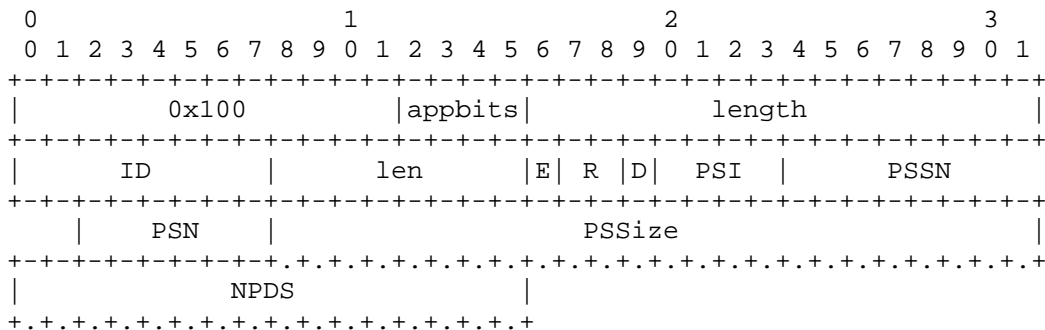 0                   1                   2                   3
0 1 2 3 4 5 6 7 8 9 0 1 2 3 4 5 6 7 8 9 0 1 2 3 4 5 6 7 8 9 0 1
+-+-+-+-+-+-+-+-+-+-+-+-+-+-+-+-+-+-+-+-+-+-+-+-+-+-+-+-+-+-+-+-+
|         0x100         |appbits|            length             |
+-+-+-+-+-+-+-+-+-+-+-+-+-+-+-+-+-+-+-+-+-+-+-+-+-+-+-+-+-+-+-+-+
|      ID       |      len      |E| R |D|  PSI  |      PSSN
+-+-+-+-+-+-+-+-+-+-+-+-+-+-+-+-+-+-+-+-+-+-+-+-+-+-+-+-+-+-+-+-+
    |    PSN    |                   PSSize                      |
+-+-+-+-+-+-+-+-+.+.+.+.+.+.+.+.+.+.+.+.+.+.+.+.+.+.+.+.+.+.+.+.+
|             NPDS              |
+.+.+.+.+.+.+.+.+.+.+.+.+.+.+.+.+